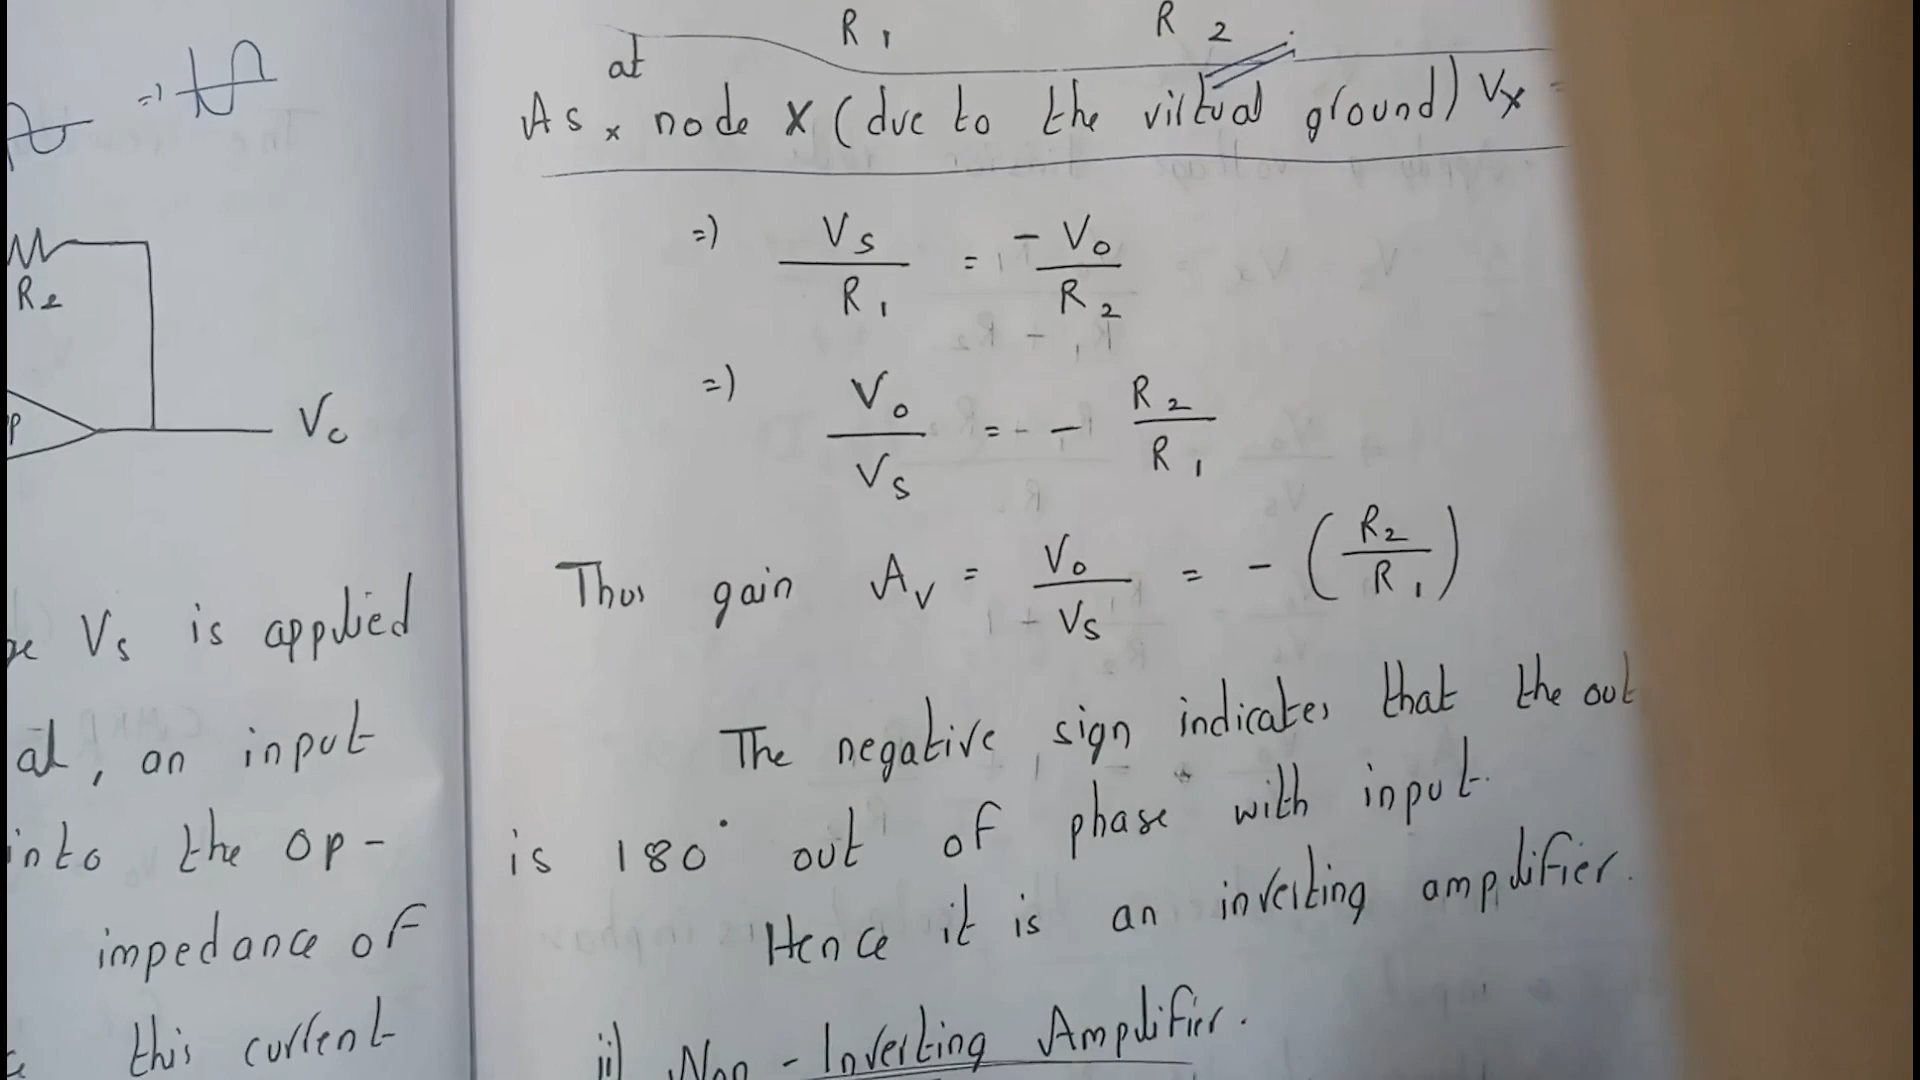 R2
Vc
Vs is applied
an input
into the op-
impedance of
this current
R1 R2
at
As x node x (due to the virtual ground) Vx =
=) Vs / R1 = - Vo / R2
=) Vo / Vs = - R2 / R1
Thus gain Av = Vo / Vs = - (R2 / R1)
The negative sign indicates that the out
is 180° out of phase with input.
Hence it is an inverting amplifier.
ii) Non - Inverting Amplifier.